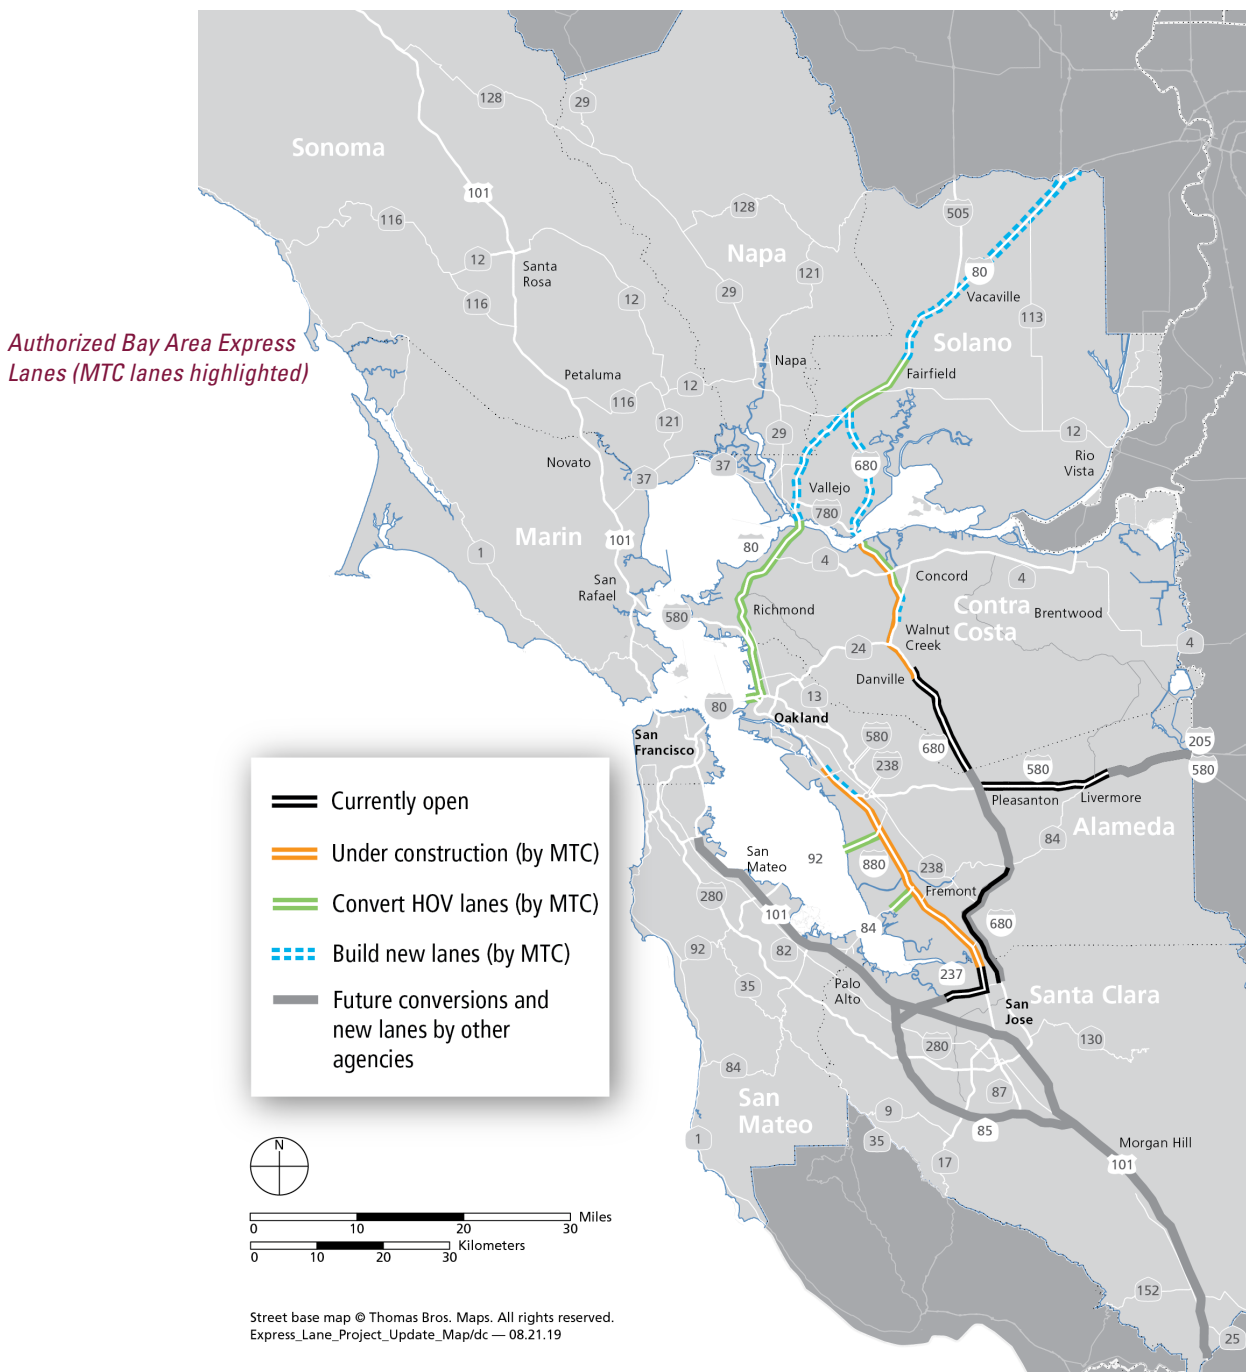 128
29
Sonoma
101
116
128
505
Napa
12
Santa
Rosa
121
80
116
12
29
Vacaville
113
Authorized Bay Area Express
Lanes (MTC lanes highlighted)
Solano
Napa
Petaluma
12
Fairfield
116
121
29
12
Rio
Vista
Novato
37
37
680
Vallejo
780
Marin
101
80
1
4
Concord
4
San
Rafael
580
Richmond
Contra
Costa
Brentwood
Walnut
Creek
24
4
Danville
13
80
Oakland
San
Francisco
580
680
238
205
580
580
Pleasanton
Livermore
Alameda
84
San
Mateo
92
880
238
Fremont
280
101
84
680
92
82
237
35
Palo
Alto
San
Jose
Santa Clara
280
130
84
87
San
Mateo
9
85
1
35
17
Morgan Hill
101
152
25
Currently open
Under construction (by MTC)
Convert HOV lanes (by MTC)
Build new lanes (by MTC)
Future conversions and
new lanes by other
agencies
N
Miles
0 10 20 30
Kilometers
0 10 20 30
Street base map © Thomas Bros. Maps. All rights reserved.
Express_Lane_Project_Update_Map/dc — 08.21.19